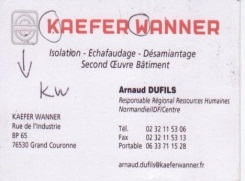 KAEFER WANNER
Isolation - Echafaudage - Désamiantage
Second Œuvre Bâtiment
KW
Arnaud DUFILS
Responsable Régional Ressources Humaines
Normandie/IDF/Centre
KAEFER WANNER
Rue de l'Industrie
BP 65
76530 Grand Couronne
Tél. 02 32 11 53 06
Fax 02 32 11 53 13
Portable 06 33 71 15 28
arnaud.dufils@kaeferwanner.fr